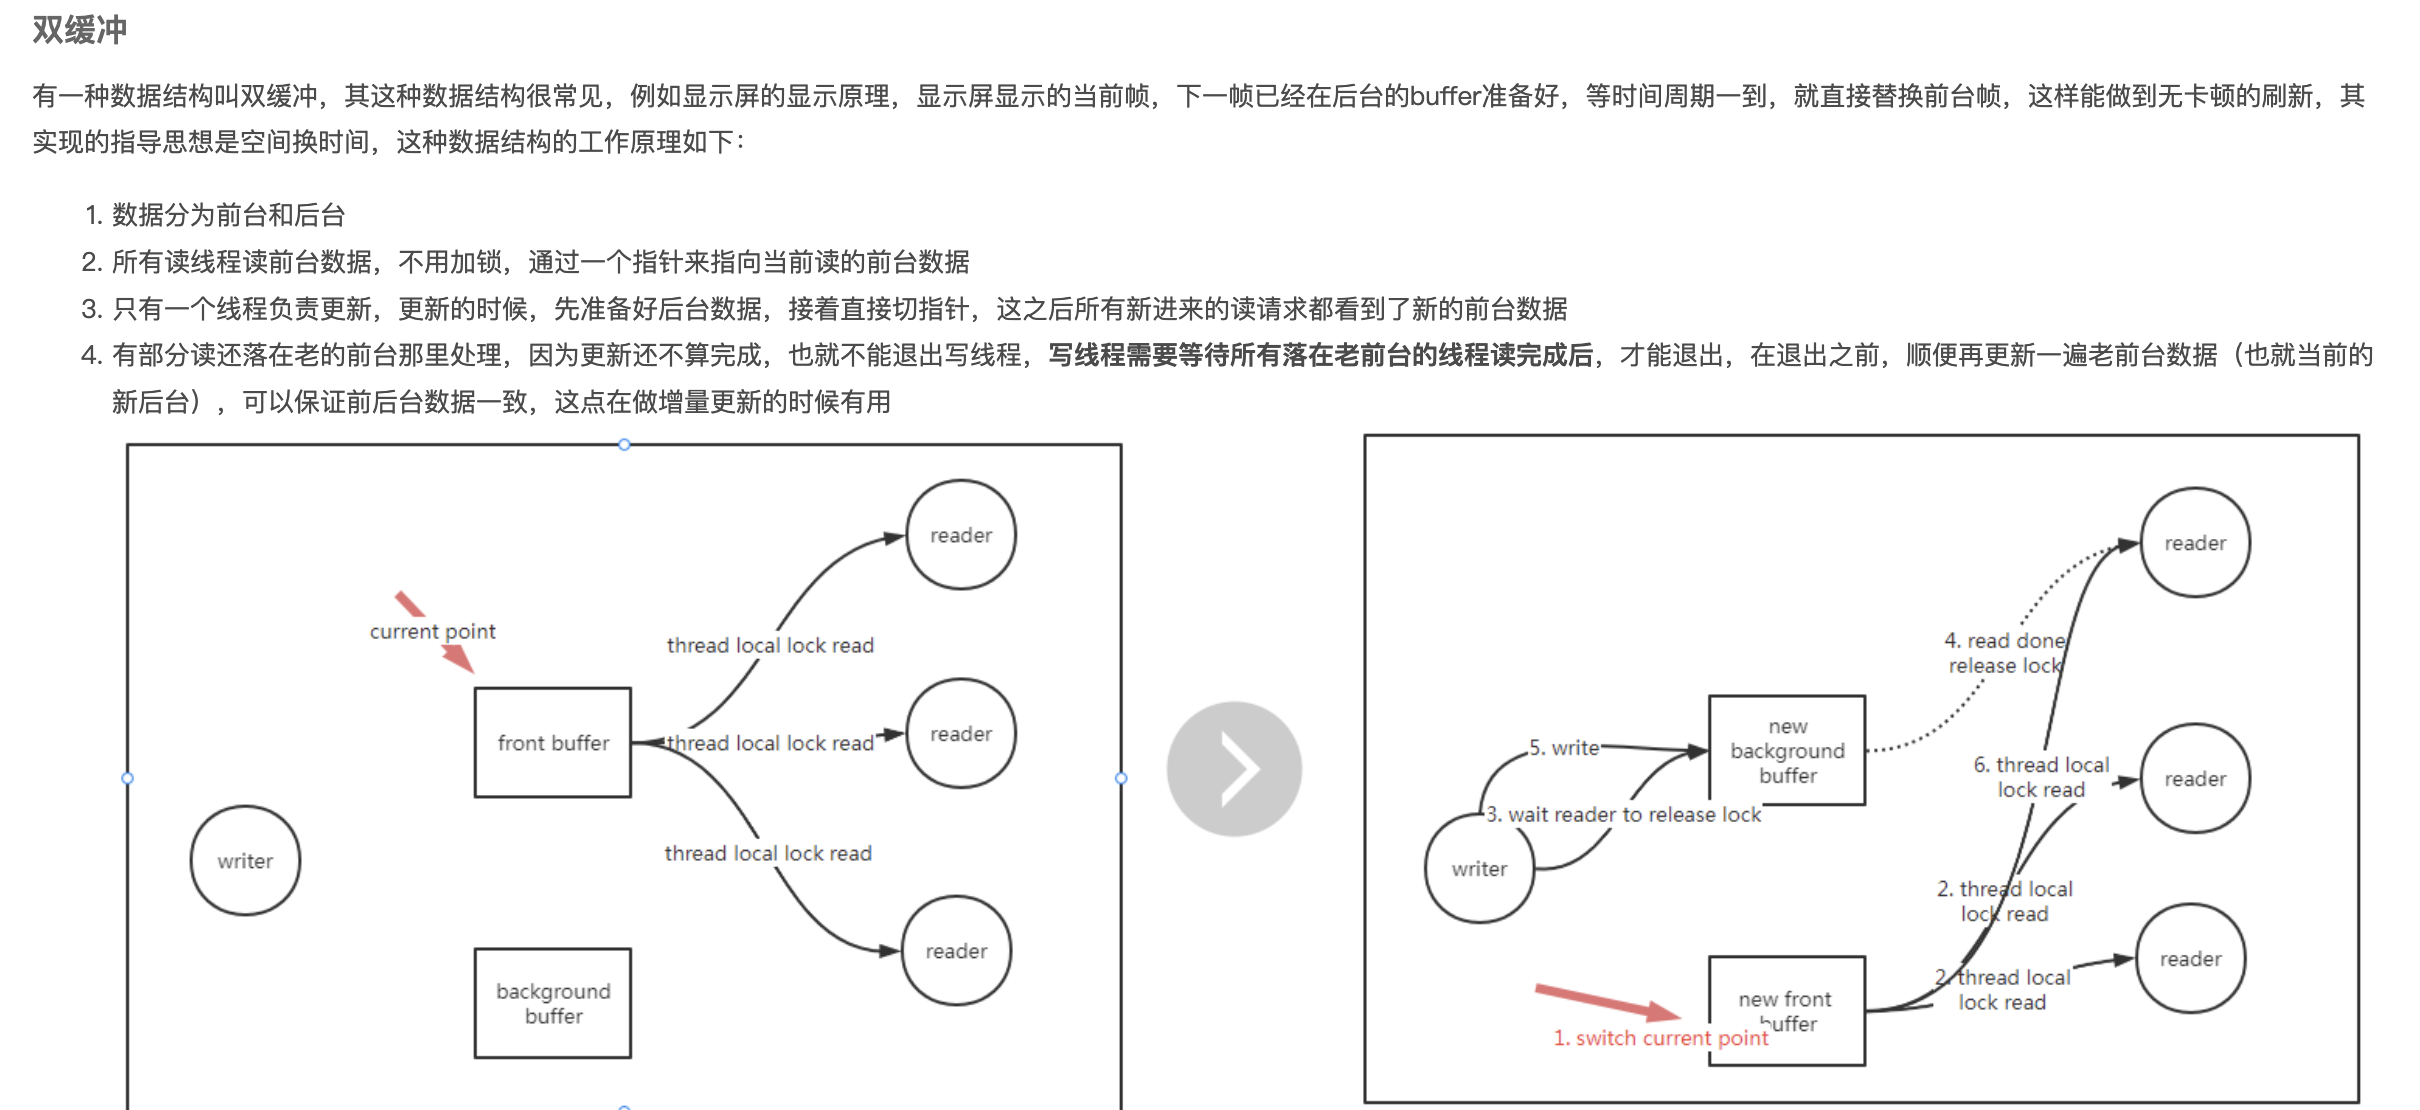 双缓冲
有一种数据结构叫双缓冲，其这种数据结构很常见，例如显示屏的显示原理，显示屏显示的当前帧，下一帧已经在后台的buffer准备好，等时间周期一到，就直接替换前台帧，这样能做到无卡顿的刷新，其
实现的指导思想是空间换时间，这种数据结构的工作原理如下：
1. 数据分为前台和后台
2. 所有读线程读前台数据，不用加锁，通过一个指针来指向当前读的前台数据
3. 只有一个线程负责更新，更新的时候，先准备好后台数据，接着直接切指针，这之后所有新进来的读请求都看到了新的前台数据
4. 有部分读还落在老的前台那里处理，因为更新还不算完成，也就不能退出写线程，写线程需要等待所有落在老前台的线程读完成后，才能退出，在退出之前，顺便再更新一遍老前台数据（也就当前的
新后台），可以保证前后台数据一致，这点在做增量更新的时候有用
reader
current point
thread local lock read
front buffer
thread local lock read
reader
thread local lock read
writer
reader
background
buffer
reader
4. read done
release lock
new
background
buffer
5. write
6. thread local
lock read
reader
3. wait reader to release lock
writer
2. thread local
lock read
2. thread local
lock read
reader
new front
buffer
1. switch current point